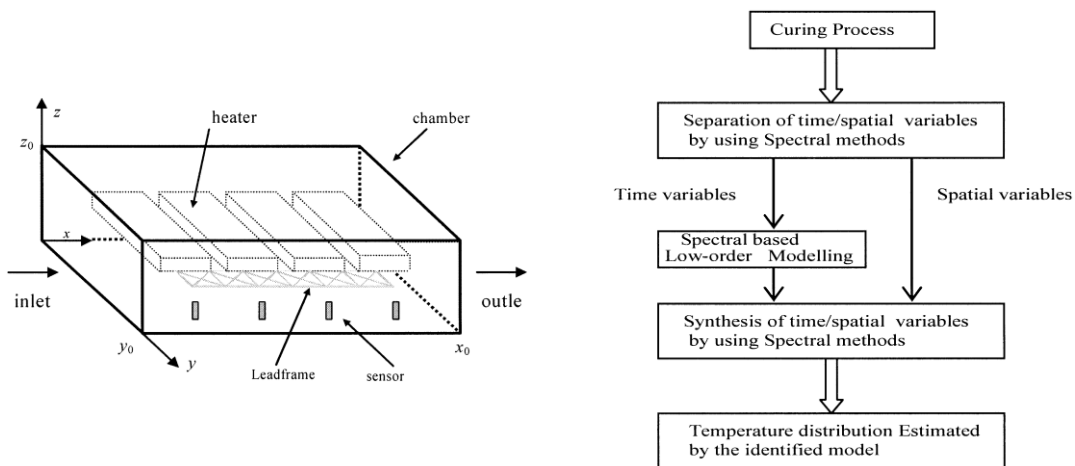 z
heater
chamber
z0
x
inlet
outle
y0
y
Leadframe
sensor
x0
Curing Process
Separation of time/spatial variables
by using Spectral methods
Time variables
Spatial variables
Spectral based
Low-order Modelling
Synthesis of time/spatial variables
by using Spectral methods
Temperature distribution Estimated
by the identified model